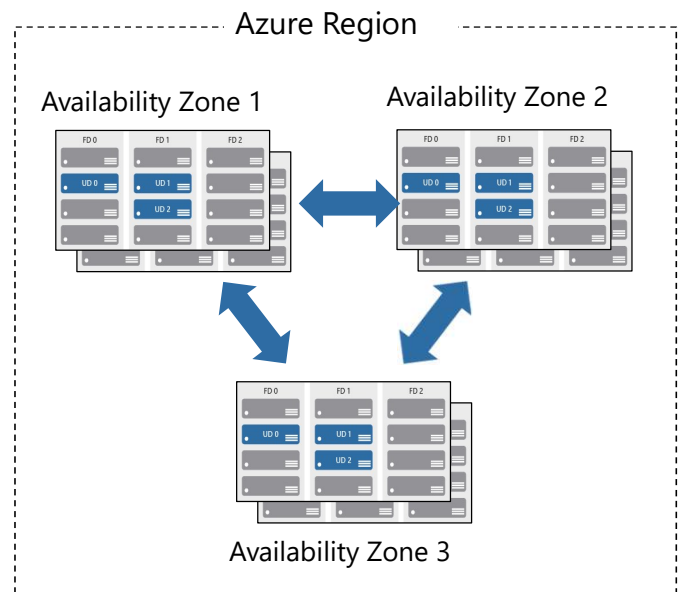 Azure Region
Availability Zone 1
FD 0 FD 1 FD 2
UD 0 UD 1
UD 2
Availability Zone 2
FD 0 FD 1 FD 2
UD 0 UD 1
UD 2
FD 0 FD 1 FD 2
UD 0 UD 1
UD 2
Availability Zone 3